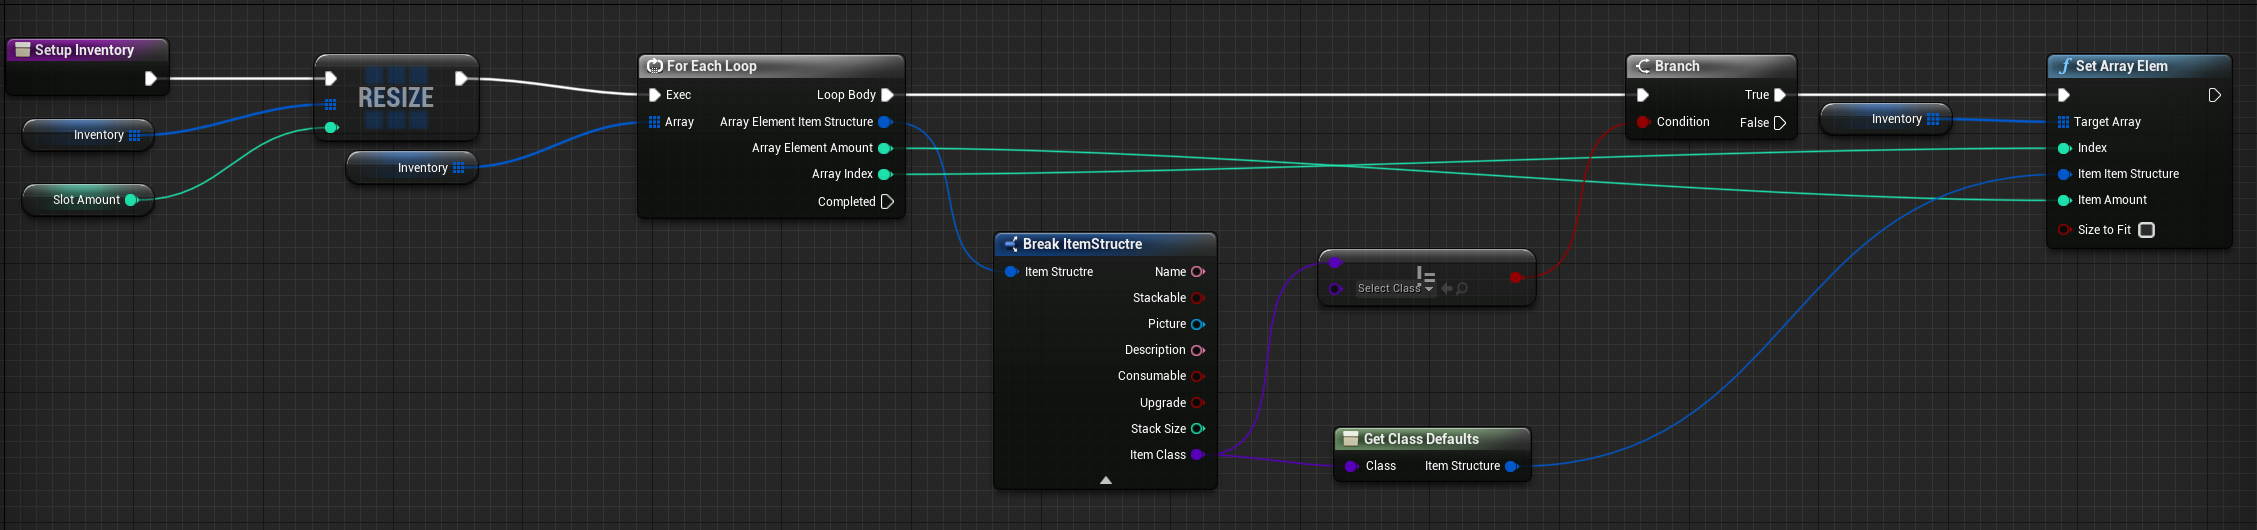 Setup Inventory
Inventory
Slot Amount
RESIZE
Inventory
For Each Loop
Exec
Loop Body
Array
Array Element Item Structure
Array Element Amount
Array Index
Completed
Break ItemStructre
Item Structre
Name
Stackable
Picture
Description
Consumable
Upgrade
Stack Size
Item Class
!=
Select Class
Get Class Defaults
Class
Item Structure
Branch
True
Condition
False
Inventory
f Set Array Elem
Target Array
Index
Item Item Structure
Item Amount
Size to Fit